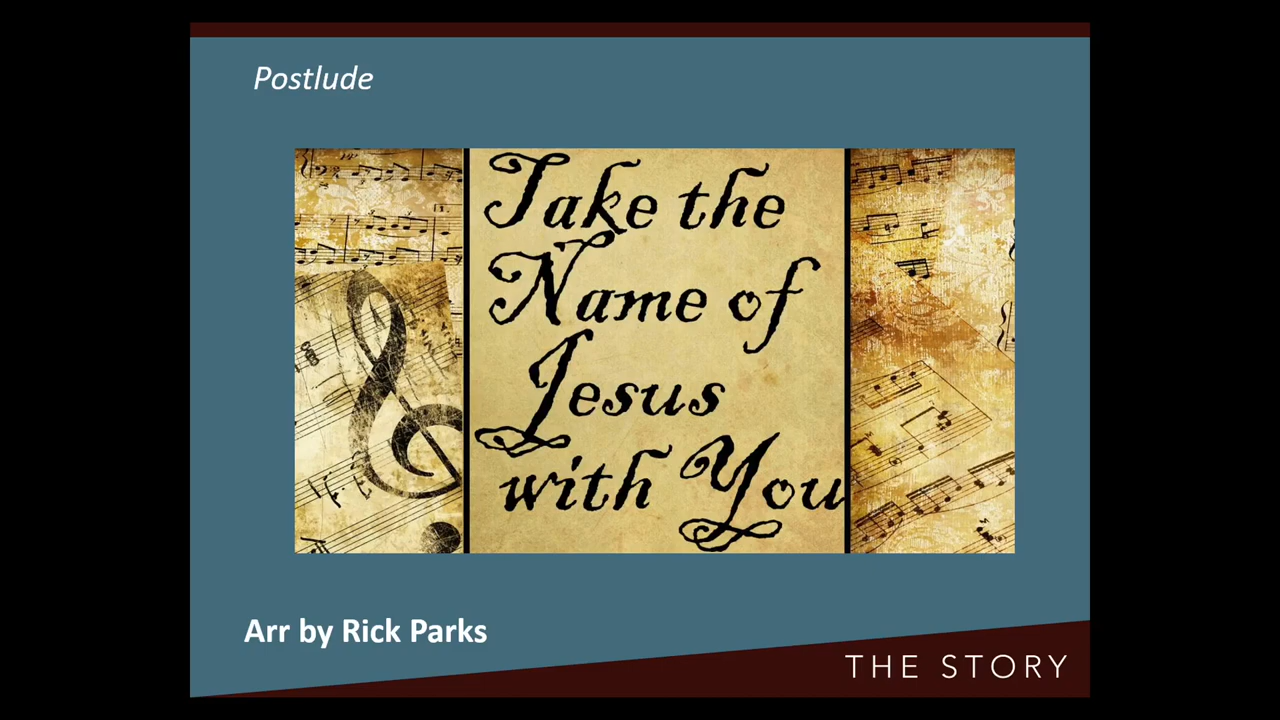 Postlude
Take the
Name of
Jesus
with You
Arr by Rick Parks
THE STORY